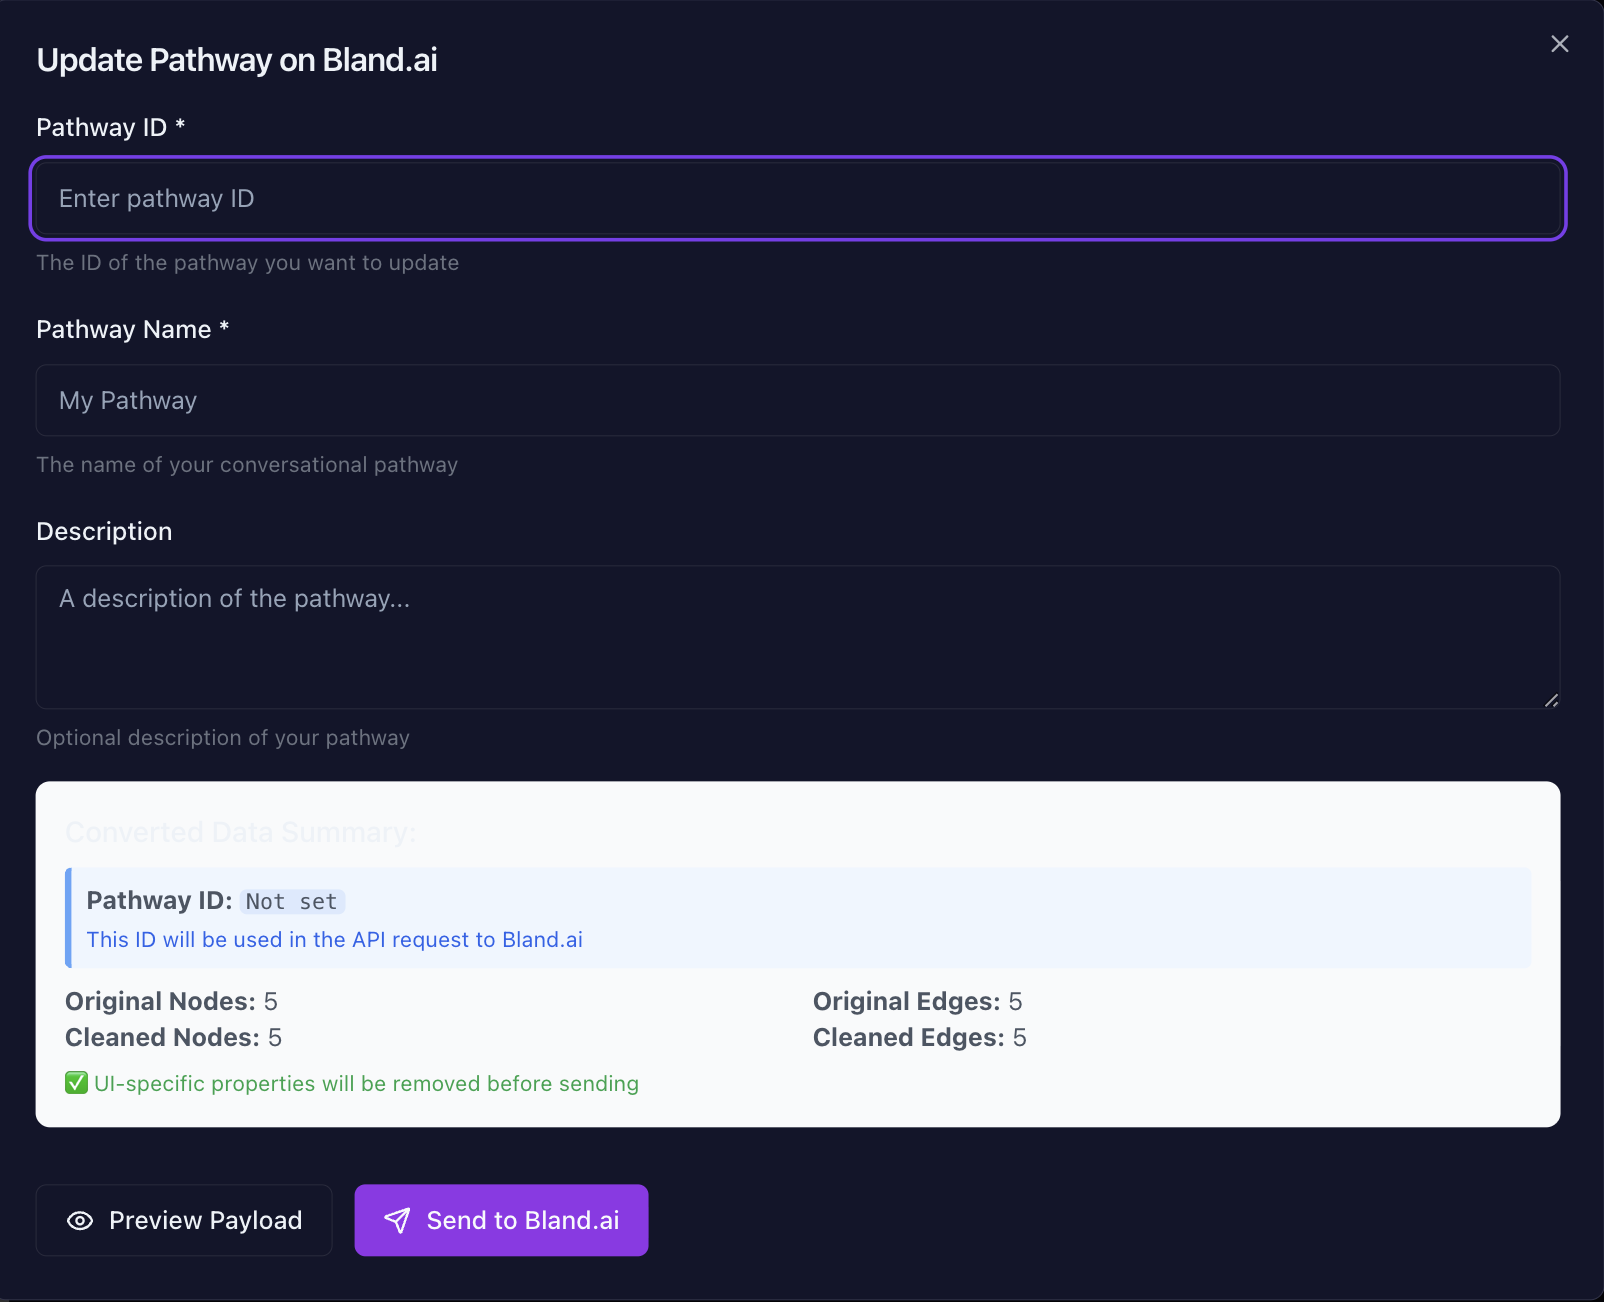 Update Pathway on Bland.ai
Pathway ID *
Enter pathway ID
The ID of the pathway you want to update
Pathway Name *
My Pathway
The name of your conversational pathway
Description
A description of the pathway...
Optional description of your pathway
Converted Data Summary:
Pathway ID: Not set
This ID will be used in the API request to Bland.ai
Original Nodes: 5
Original Edges: 5
Cleaned Nodes: 5
Cleaned Edges: 5
✅ UI-specific properties will be removed before sending
Preview Payload
Send to Bland.ai